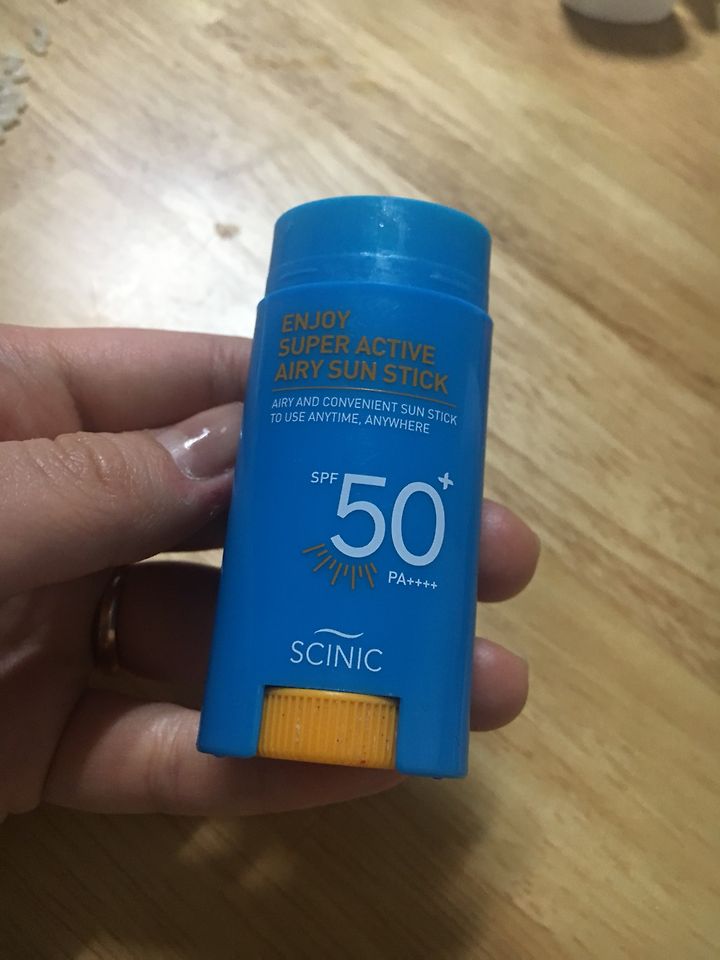 ENJOY
SUPER ACTIVE
AIRY SUN STICK
AIRY AND CONVENIENT SUN STICK
TO USE ANYTIME, ANYWHERE
SPF 50+
PA++++
SCINIC